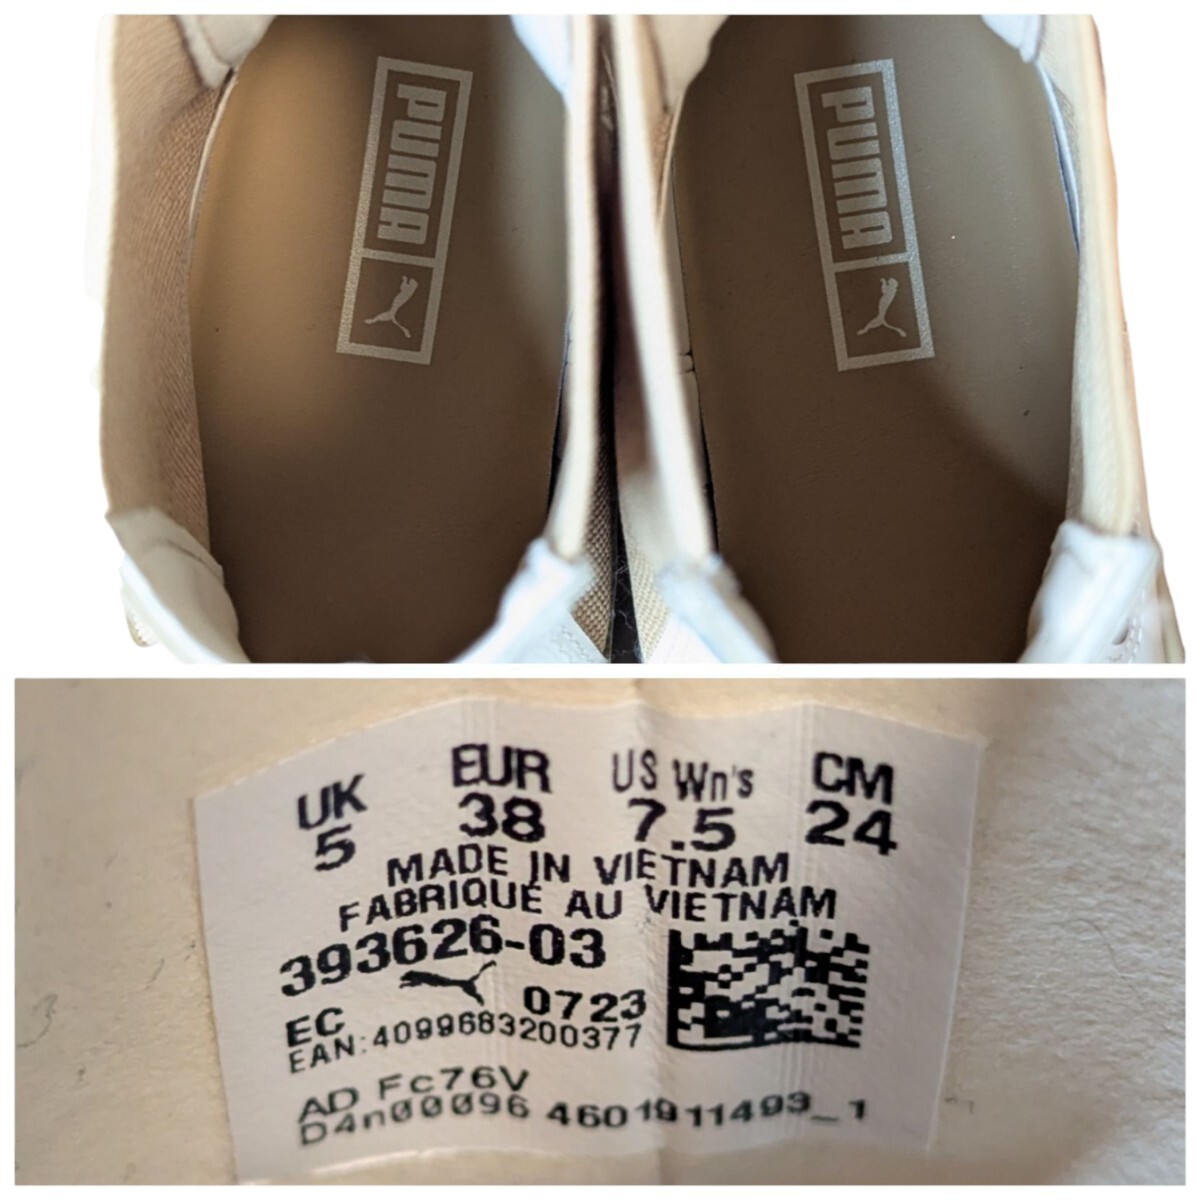 PUMA
PUMA
UK EUR US Wn's CM
5 38 7.5 24
MADE IN VIETNAM
FABRIQUÉ AU VIETNAM
393626-03
EC 0723
EAN:4099683200377
AD Fc76V
D4n00096 4601911493_1